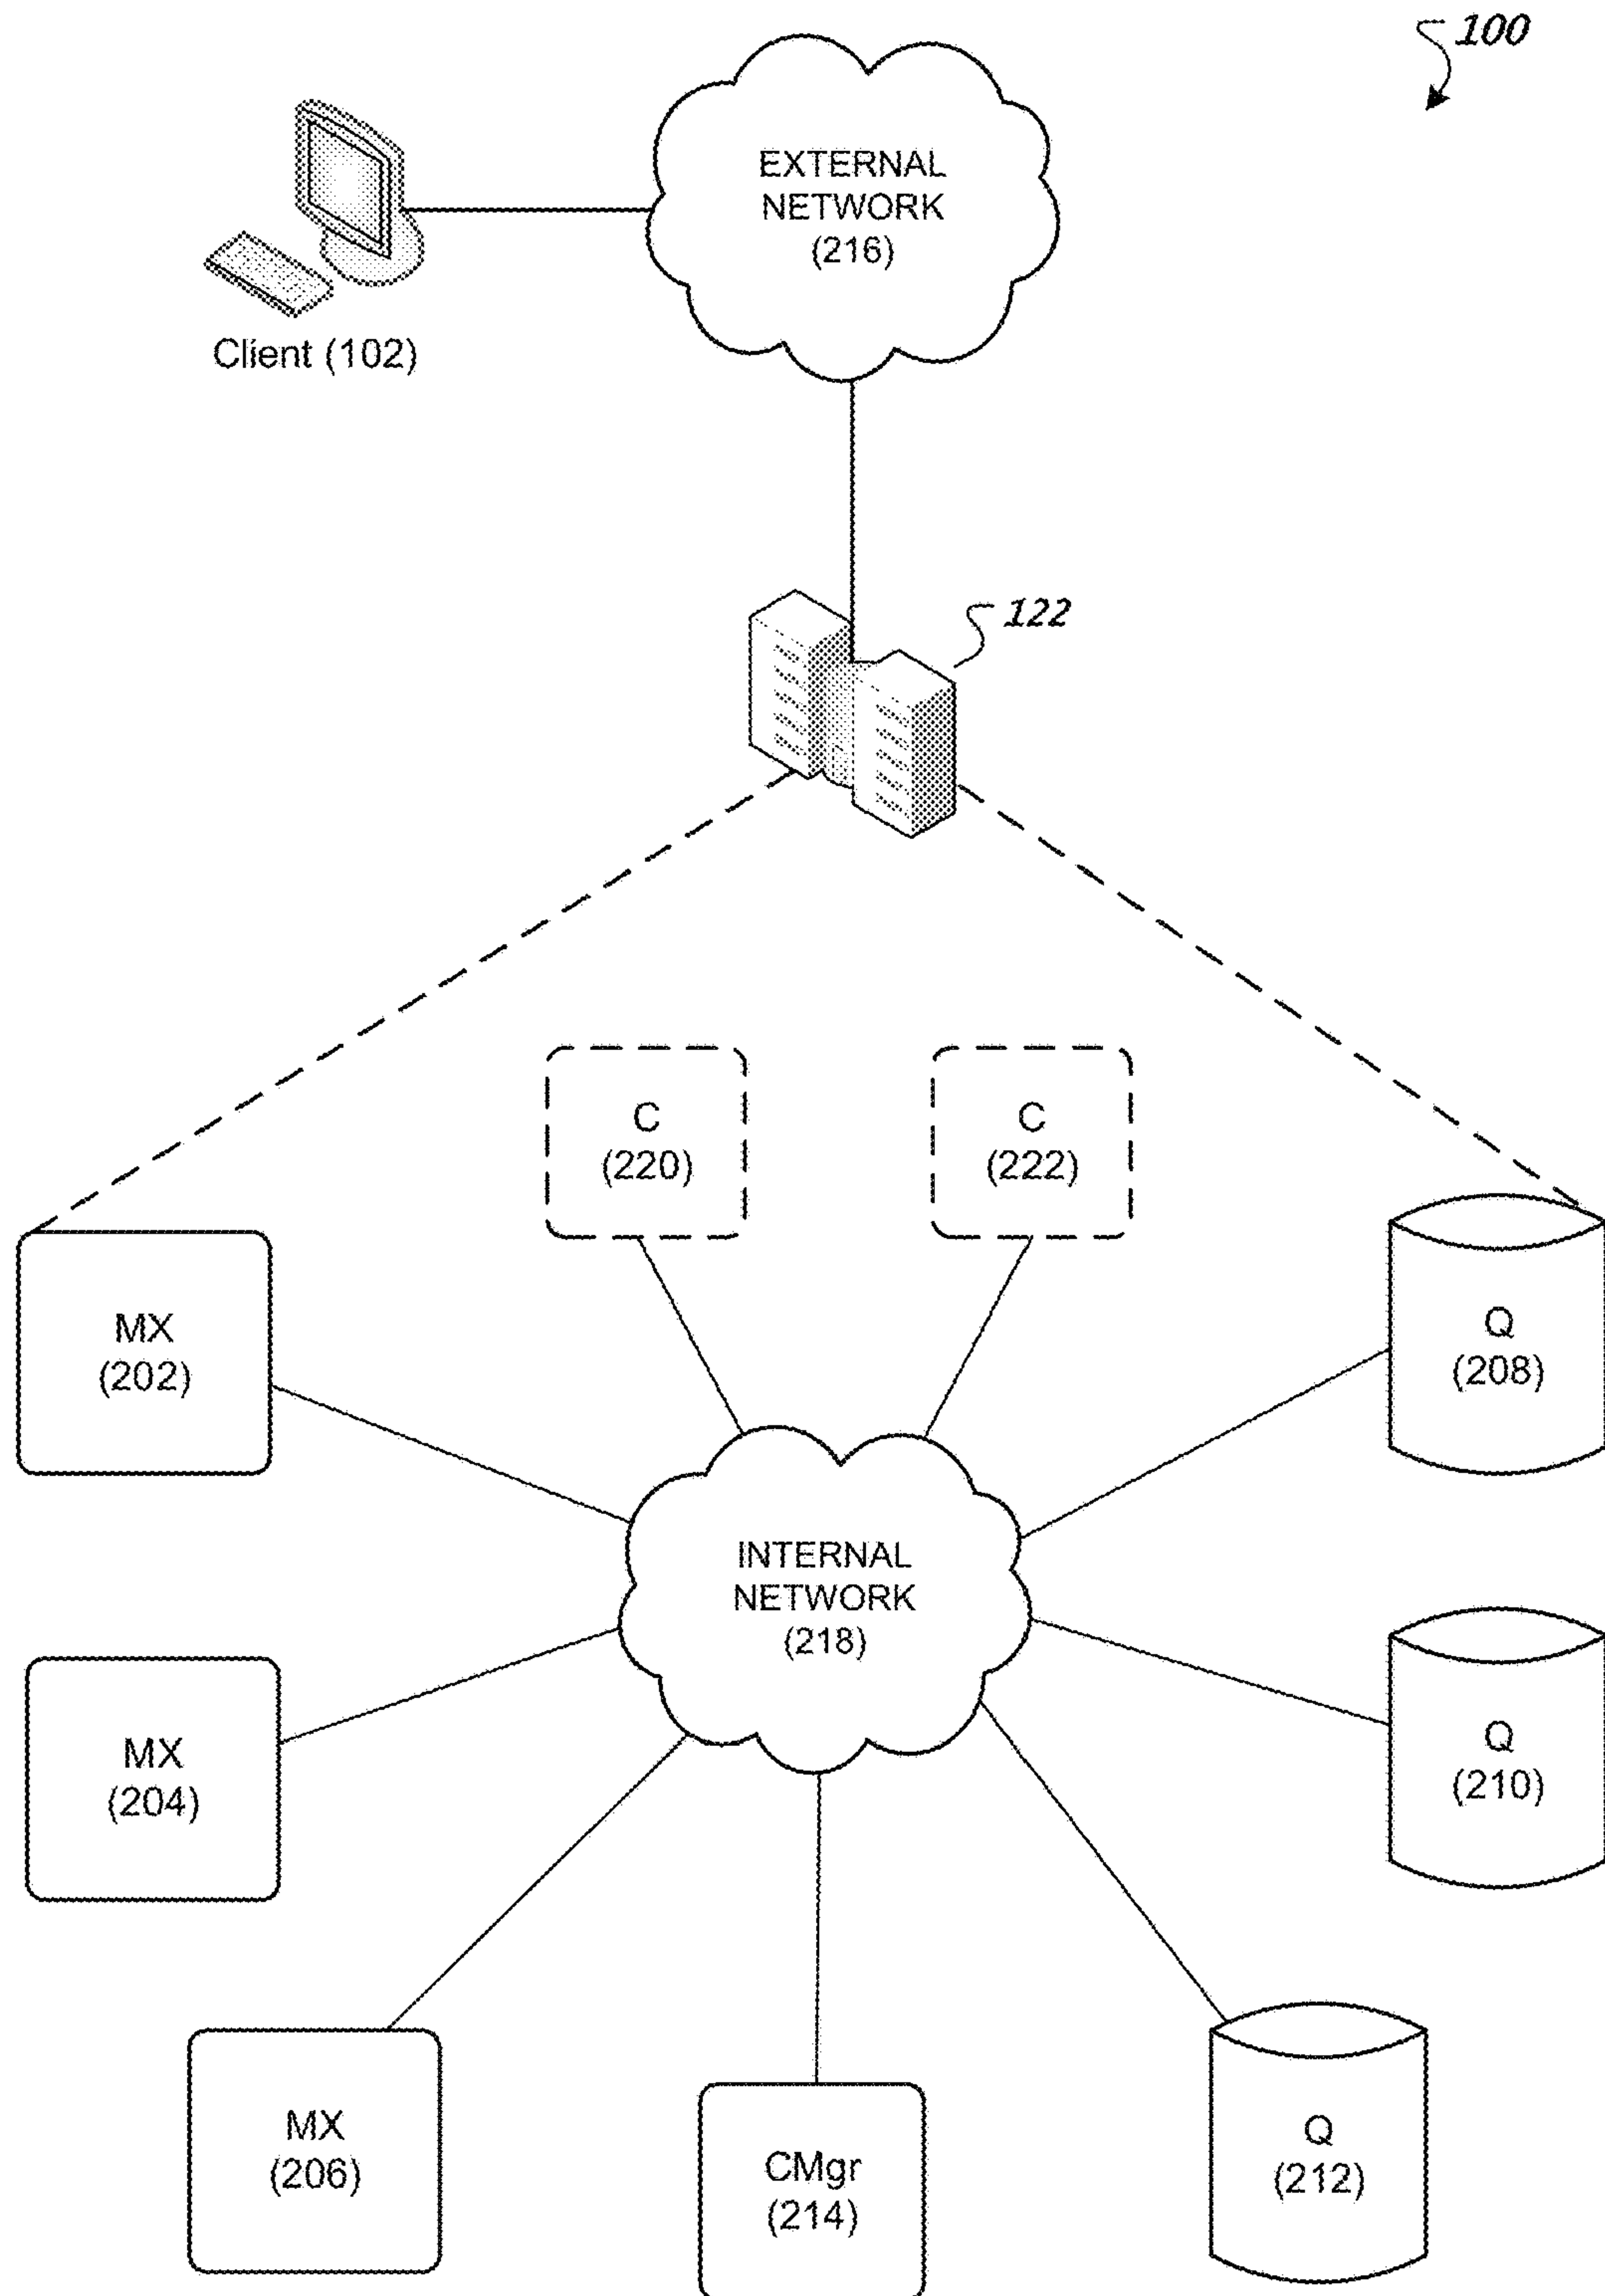 100
EXTERNAL
NETWORK
(216)
Client (102)
122
C
(220)
C
(222)
MX
(202)
Q
(208)
INTERNAL
NETWORK
(218)
MX
(204)
Q
(210)
MX
(206)
CMgr
(214)
Q
(212)